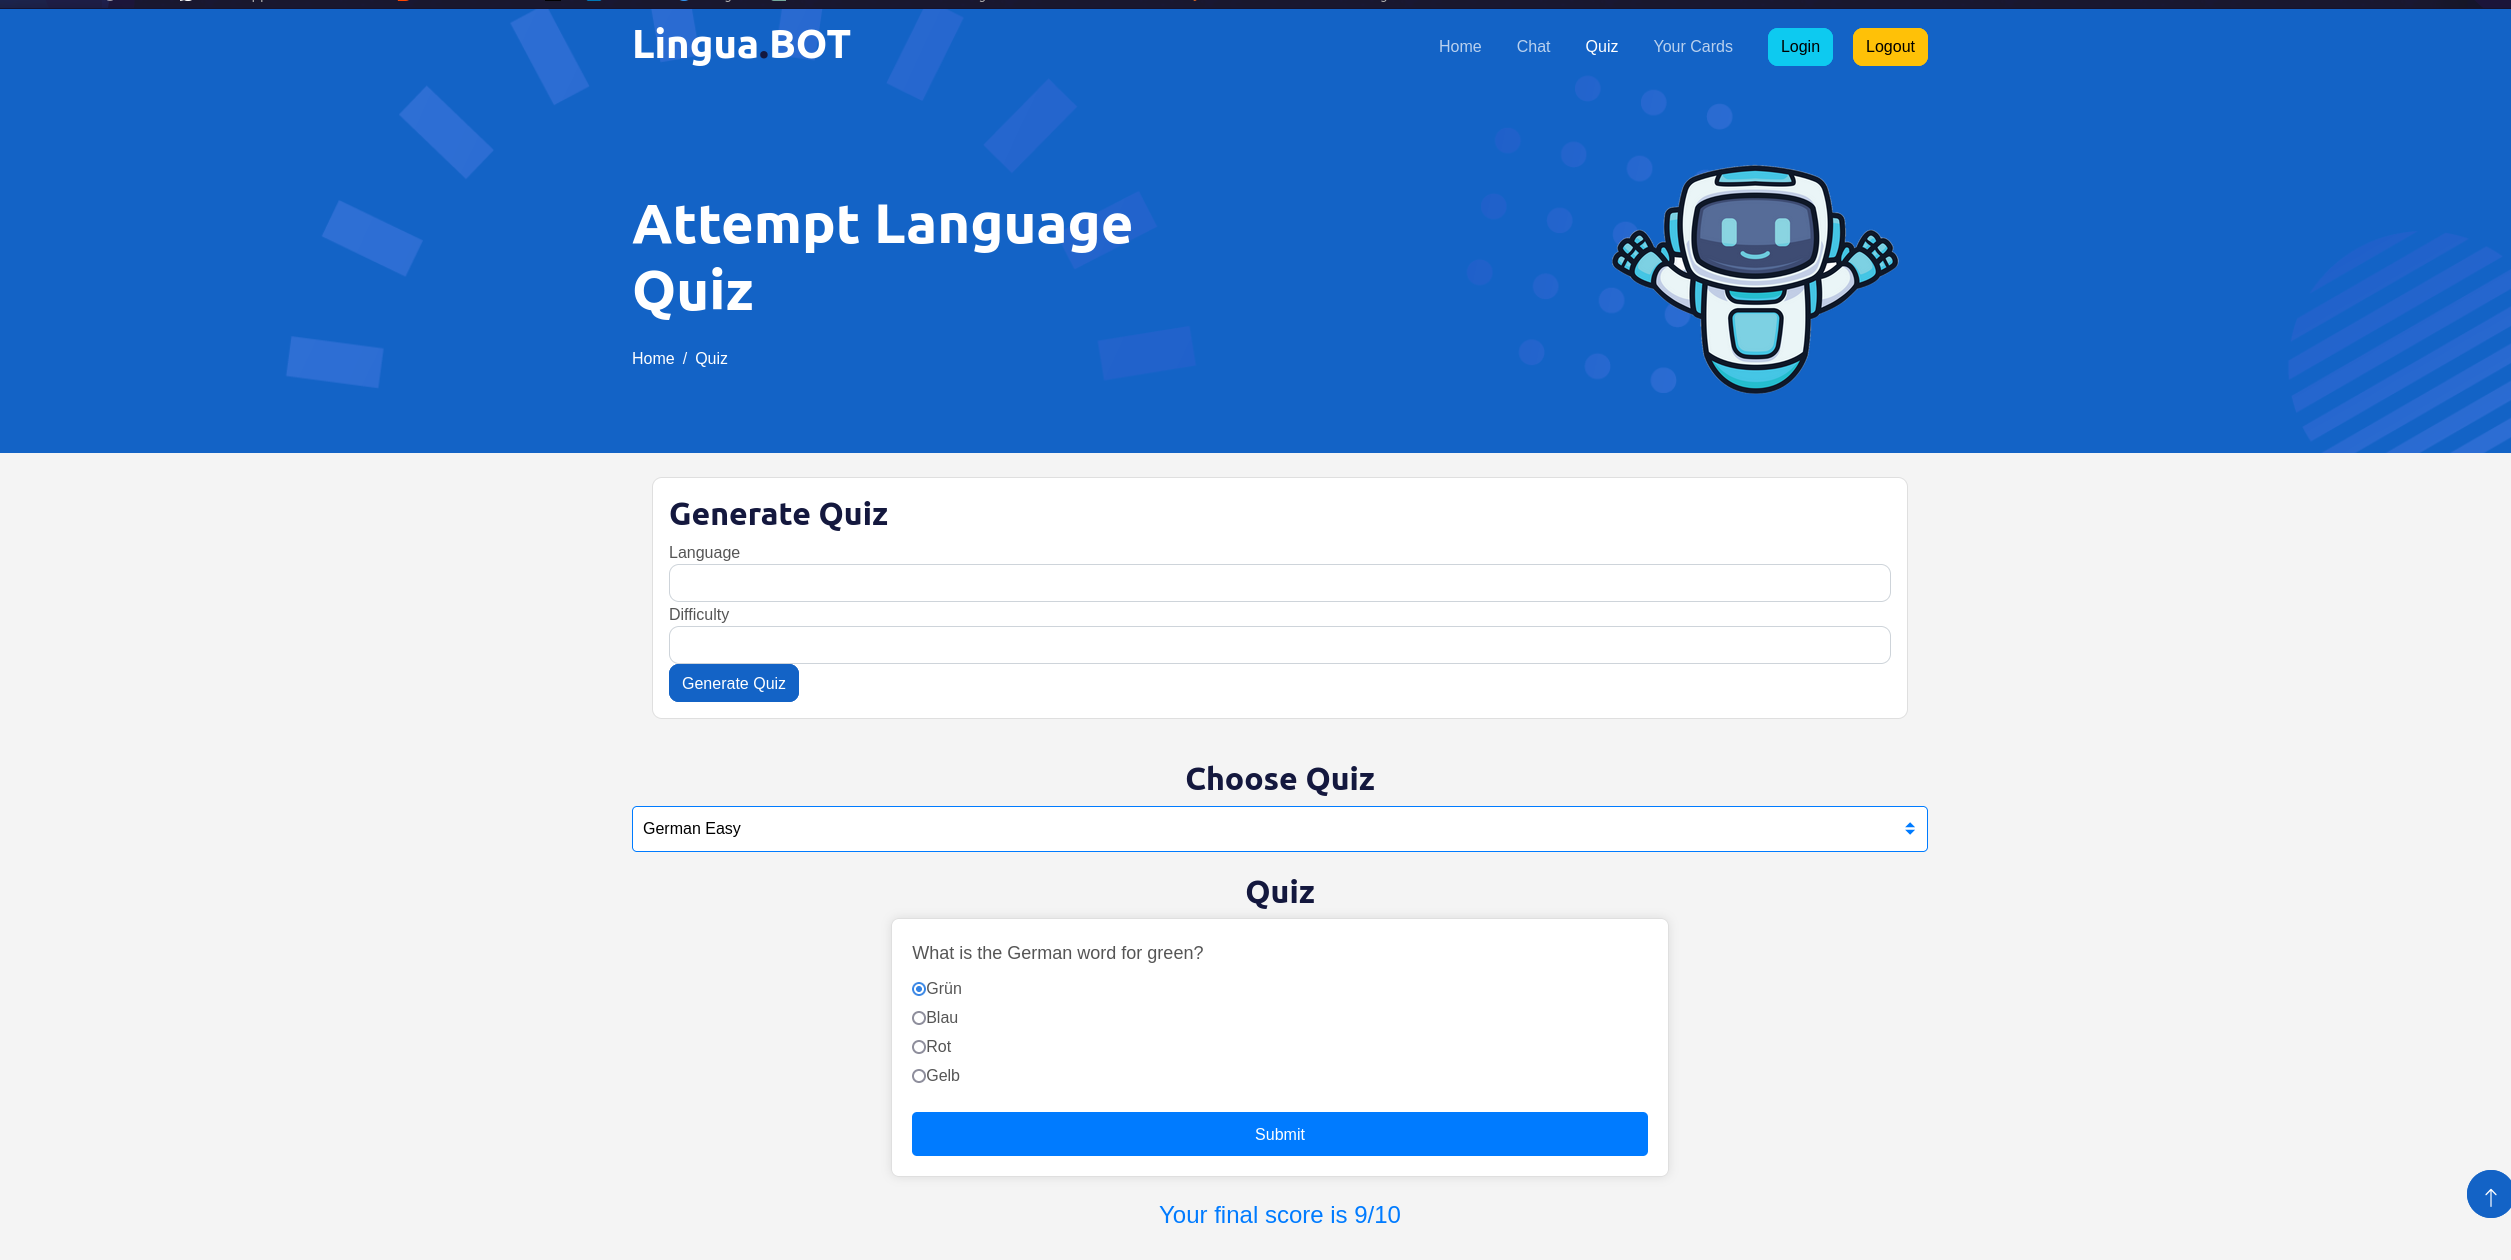 Lingua.BOT
Home Chat Quiz Your Cards Login Logout
Attempt Language
Quiz
Home / Quiz
Generate Quiz
Language
Difficulty
Generate Quiz
Choose Quiz
German Easy
Quiz
What is the German word for green?
Grün
Blau
Rot
Gelb
Submit
Your final score is 9/10